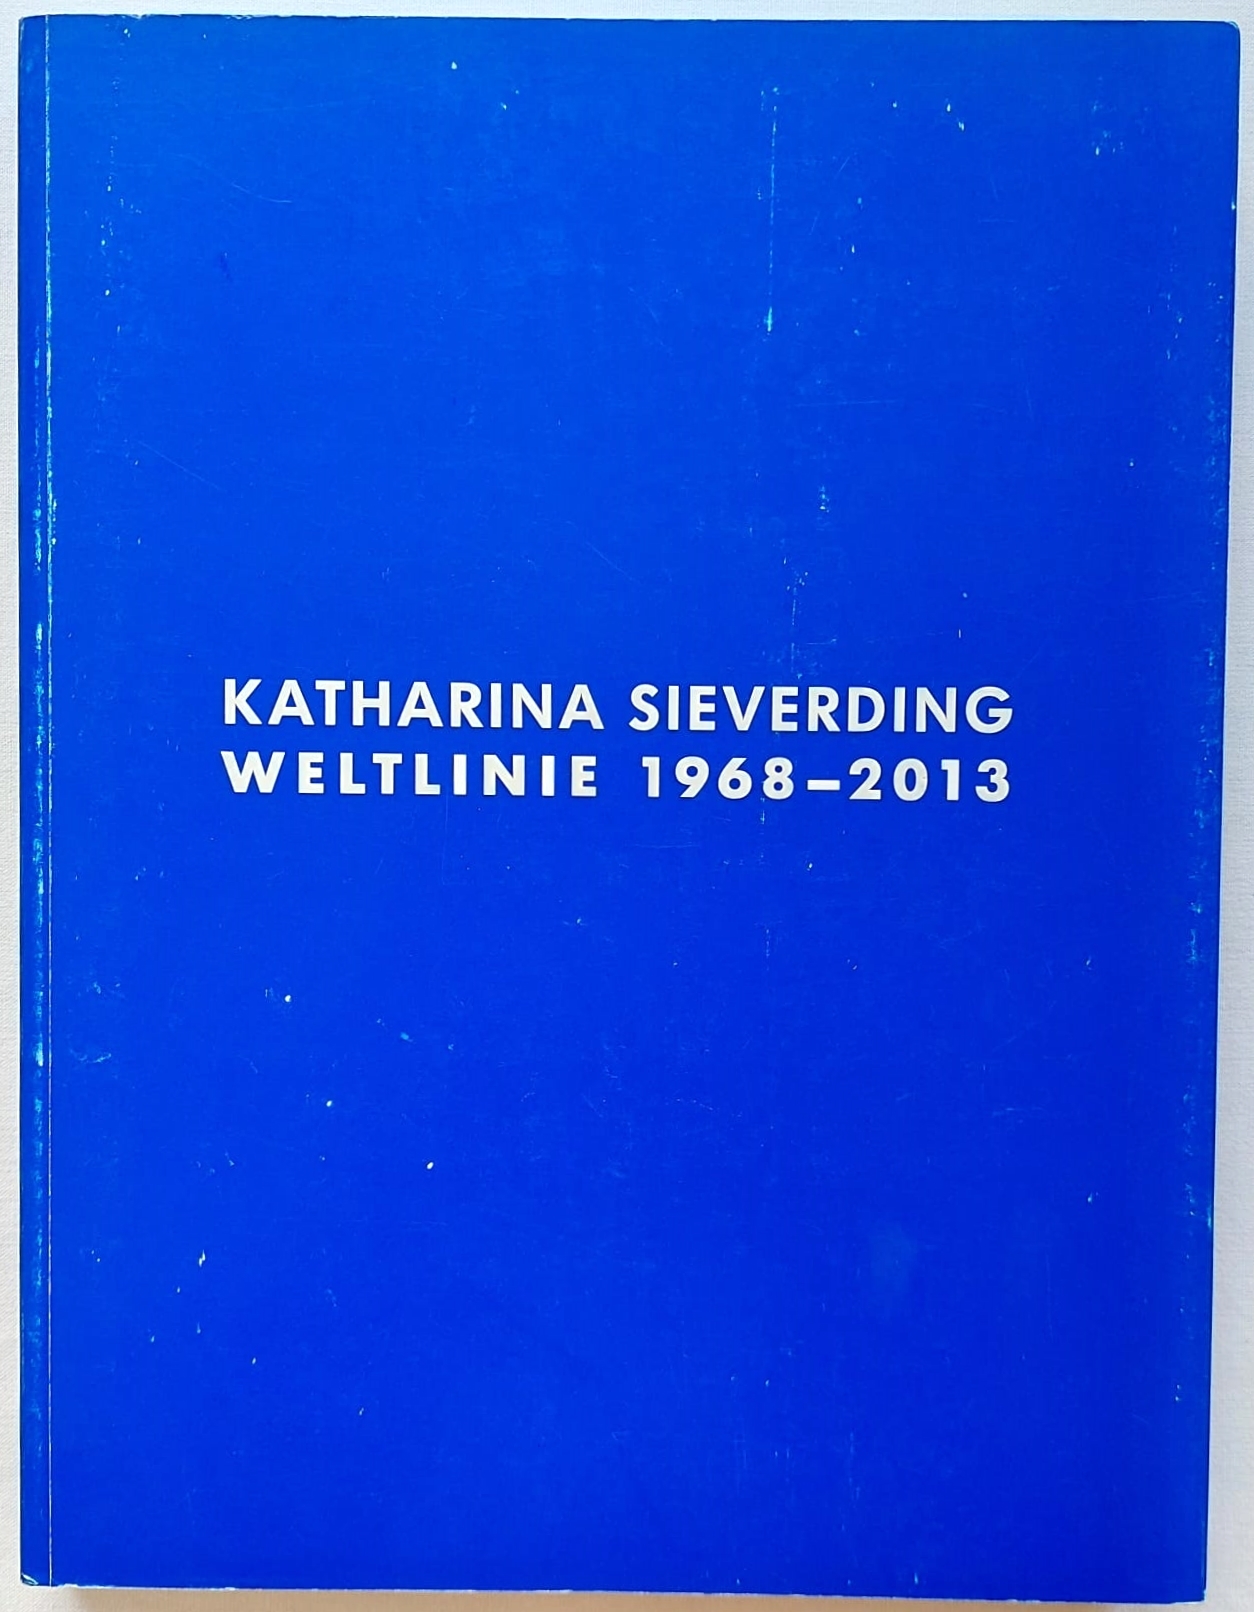 KATHARINA SIEVERDING
WELTLINIE 1968–2013